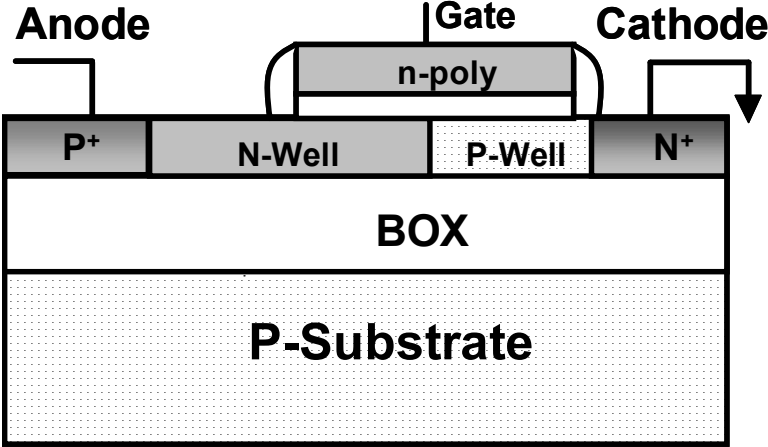 Anode
Gate
Cathode
n-poly
P⁺
N-Well
P-Well
N⁺
BOX
P-Substrate